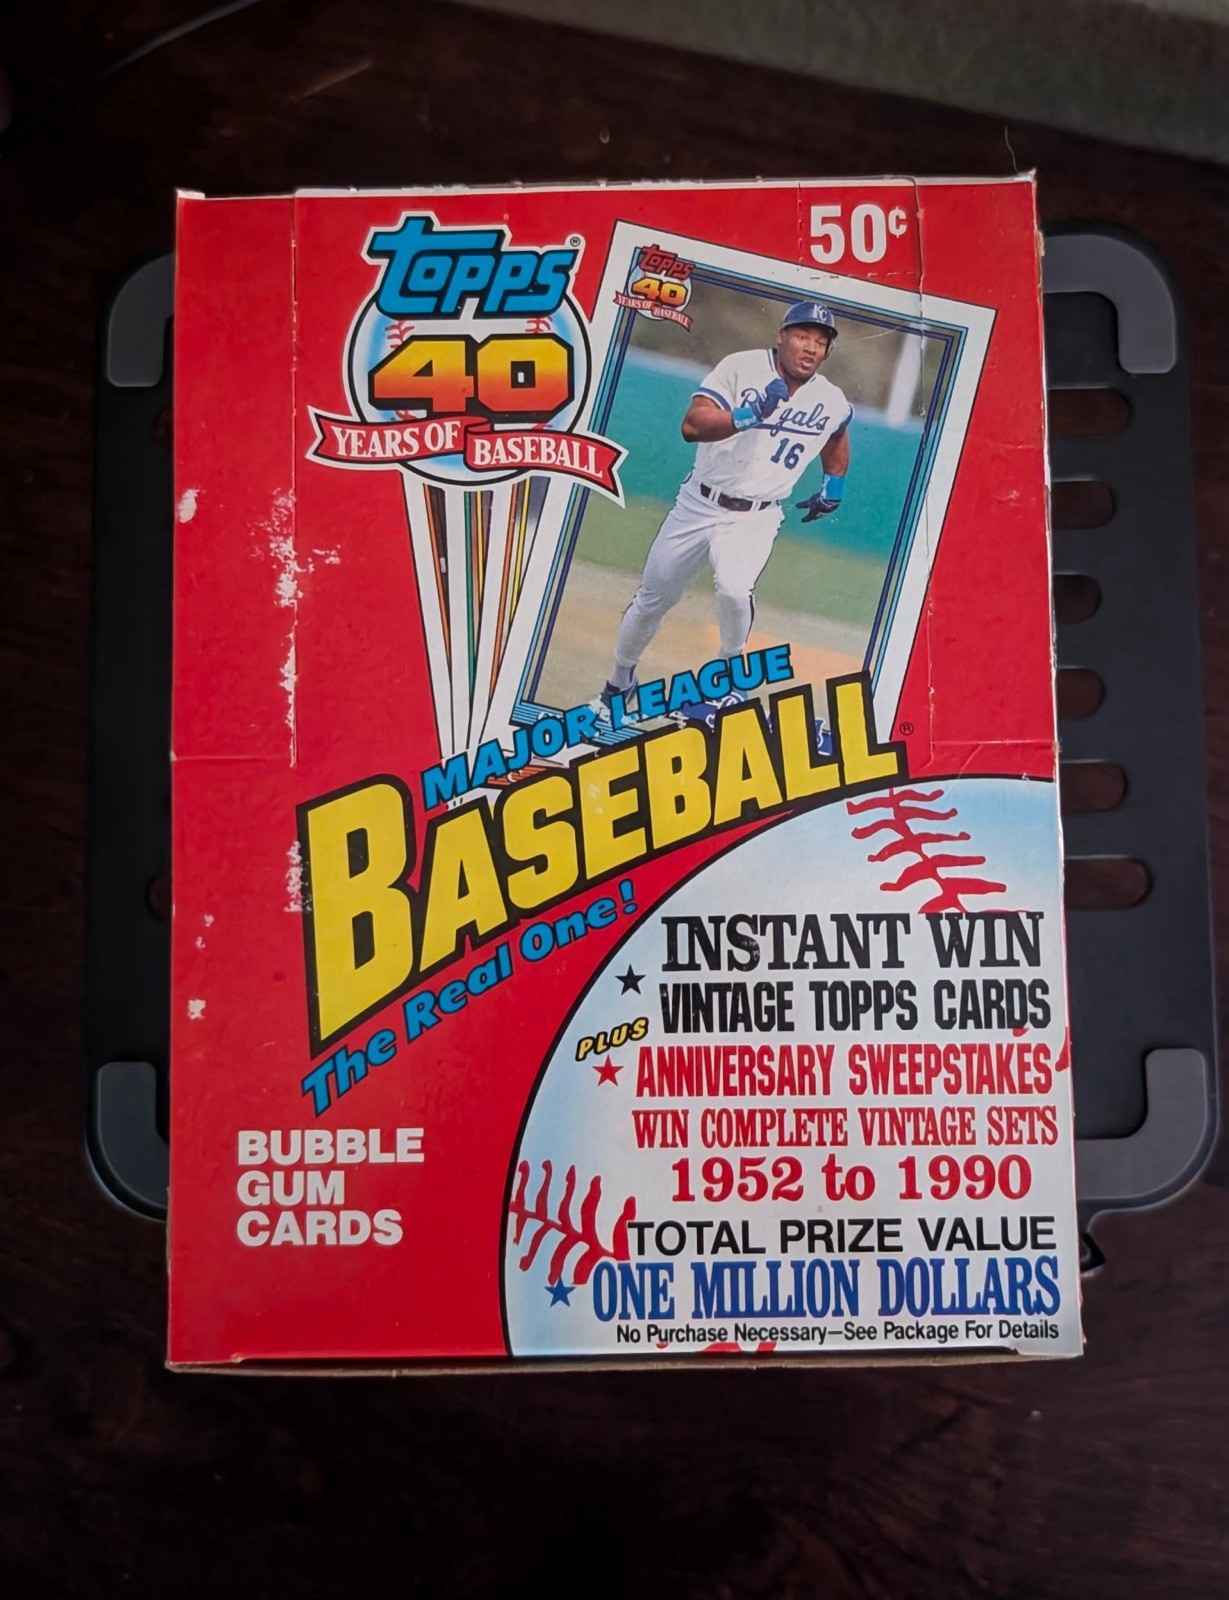 50¢
Topps®
40
YEARS OF BASEBALL
Topps
40
YEARS OF BASEBALL
KC
Royals
16
MAJOR LEAGUE
BASEBALL®
The Real One!
INSTANT WIN
VINTAGE TOPPS CARDS
PLUS
ANNIVERSARY SWEEPSTAKES
WIN COMPLETE VINTAGE SETS
1952 to 1990
TOTAL PRIZE VALUE
ONE MILLION DOLLARS
No Purchase Necessary—See Package For Details
BUBBLE
GUM
CARDS